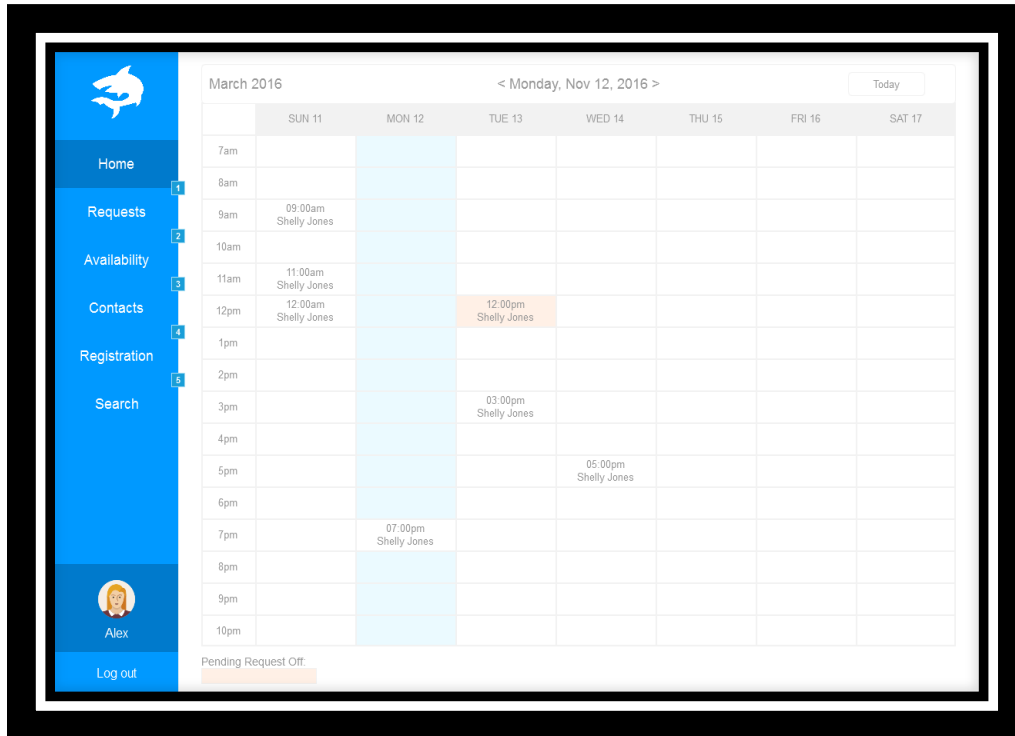 March 2016
< Monday, Nov 12, 2016 >
Today
SUN 11 MON 12 TUE 13 WED 14 THU 15 FRI 16 SAT 17
7am
8am
9am 09:00am
Shelly Jones
10am
11am 11:00am
Shelly Jones
12pm 12:00am 12:00pm
Shelly Jones Shelly Jones
1pm
2pm
3pm 03:00pm
Shelly Jones
4pm
5pm 05:00pm
Shelly Jones
6pm
7pm 07:00pm
Shelly Jones
8pm
9pm
10pm
Pending Request Off:
Home
1
Requests
2
Availability
3
Contacts
4
Registration
5
Search
Alex
Log out